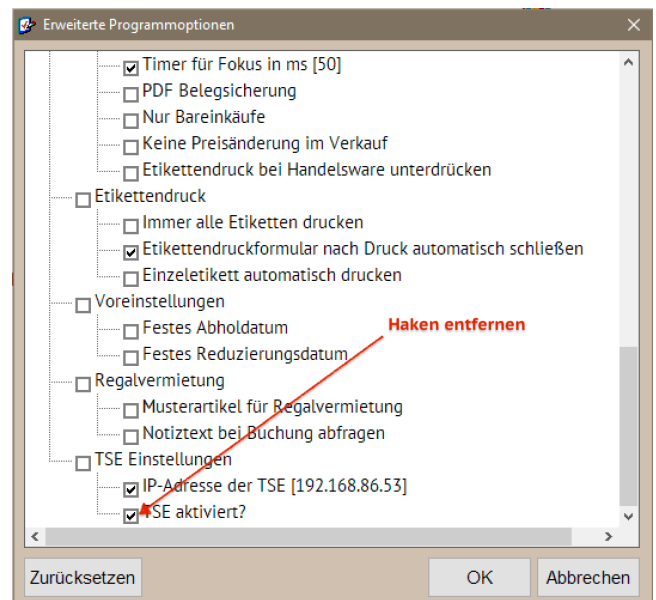 Erweiterte Programmoptionen
Timer für Fokus in ms [50]
PDF Belegsicherung
Nur Bareinkäufe
Keine Preisänderung im Verkauf
Etikettendruck bei Handelsware unterdrücken
Etikettendruck
Immer alle Etiketten drucken
Etikettendruckformular nach Druck automatisch schließen
Einzeletikett automatisch drucken
Voreinstellungen
Festes Abholdatum
Haken entfernen
Festes Reduzierungsdatum
Regalvermietung
Musterartikel für Regalvermietung
Notiztext bei Buchung abfragen
TSE Einstellungen
IP-Adresse der TSE [192.168.86.53]
TSE aktiviert?
Zurücksetzen
OK
Abbrechen